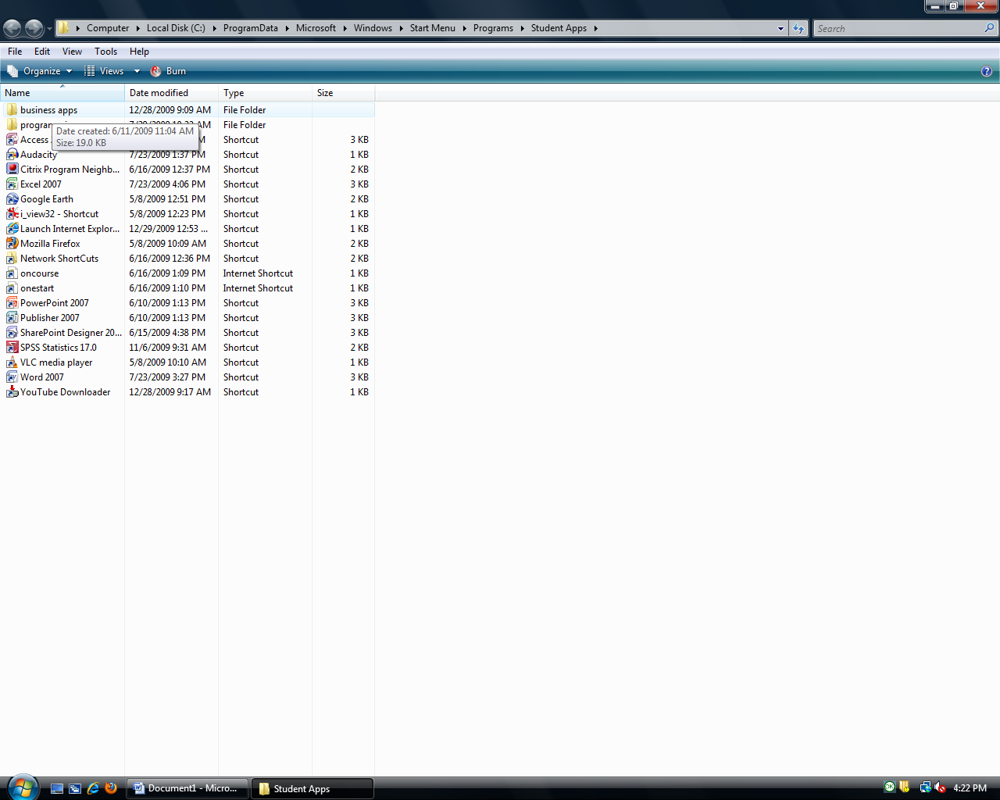 Computer Local Disk (C:) ProgramData Microsoft Windows Start Menu Programs Student Apps Search
File Edit View Tools Help
Organize Views Burn
Name Date modified Type Size
business apps 12/28/2009 9:09 AM File Folder
AM File Folder
Access Shortcut 3 KB
Date created: 6/11/2009 11:04 AM
Size: 19.0 KB
Audacity 7/23/2009 1:37 PM Shortcut 1 KB
Citrix Program Neighb... 6/16/2009 12:37 PM Shortcut 2 KB
Excel 2007 7/23/2009 4:06 PM Shortcut 3 KB
Google Earth 5/8/2009 12:51 PM Shortcut 2 KB
i_view32 - Shortcut 5/8/2009 12:23 PM Shortcut 1 KB
Launch Internet Explor... 12/29/2009 12:53 ... Shortcut 1 KB
Mozilla Firefox 5/8/2009 10:09 AM Shortcut 2 KB
Network ShortCuts 6/16/2009 12:36 PM Shortcut 2 KB
oncourse 6/16/2009 1:09 PM Internet Shortcut 1 KB
onestart 6/16/2009 1:10 PM Internet Shortcut 1 KB
PowerPoint 2007 6/10/2009 1:13 PM Shortcut 3 KB
Publisher 2007 6/10/2009 1:13 PM Shortcut 3 KB
SharePoint Designer 20... 6/15/2009 4:38 PM Shortcut 3 KB
SPSS Statistics 17.0 11/6/2009 9:31 AM Shortcut 2 KB
VLC media player 5/8/2009 10:10 AM Shortcut 1 KB
Word 2007 7/23/2009 3:27 PM Shortcut 3 KB
YouTube Downloader 12/28/2009 9:17 AM Shortcut 1 KB
Document1 - Micro... Student Apps OK 4:22 PM